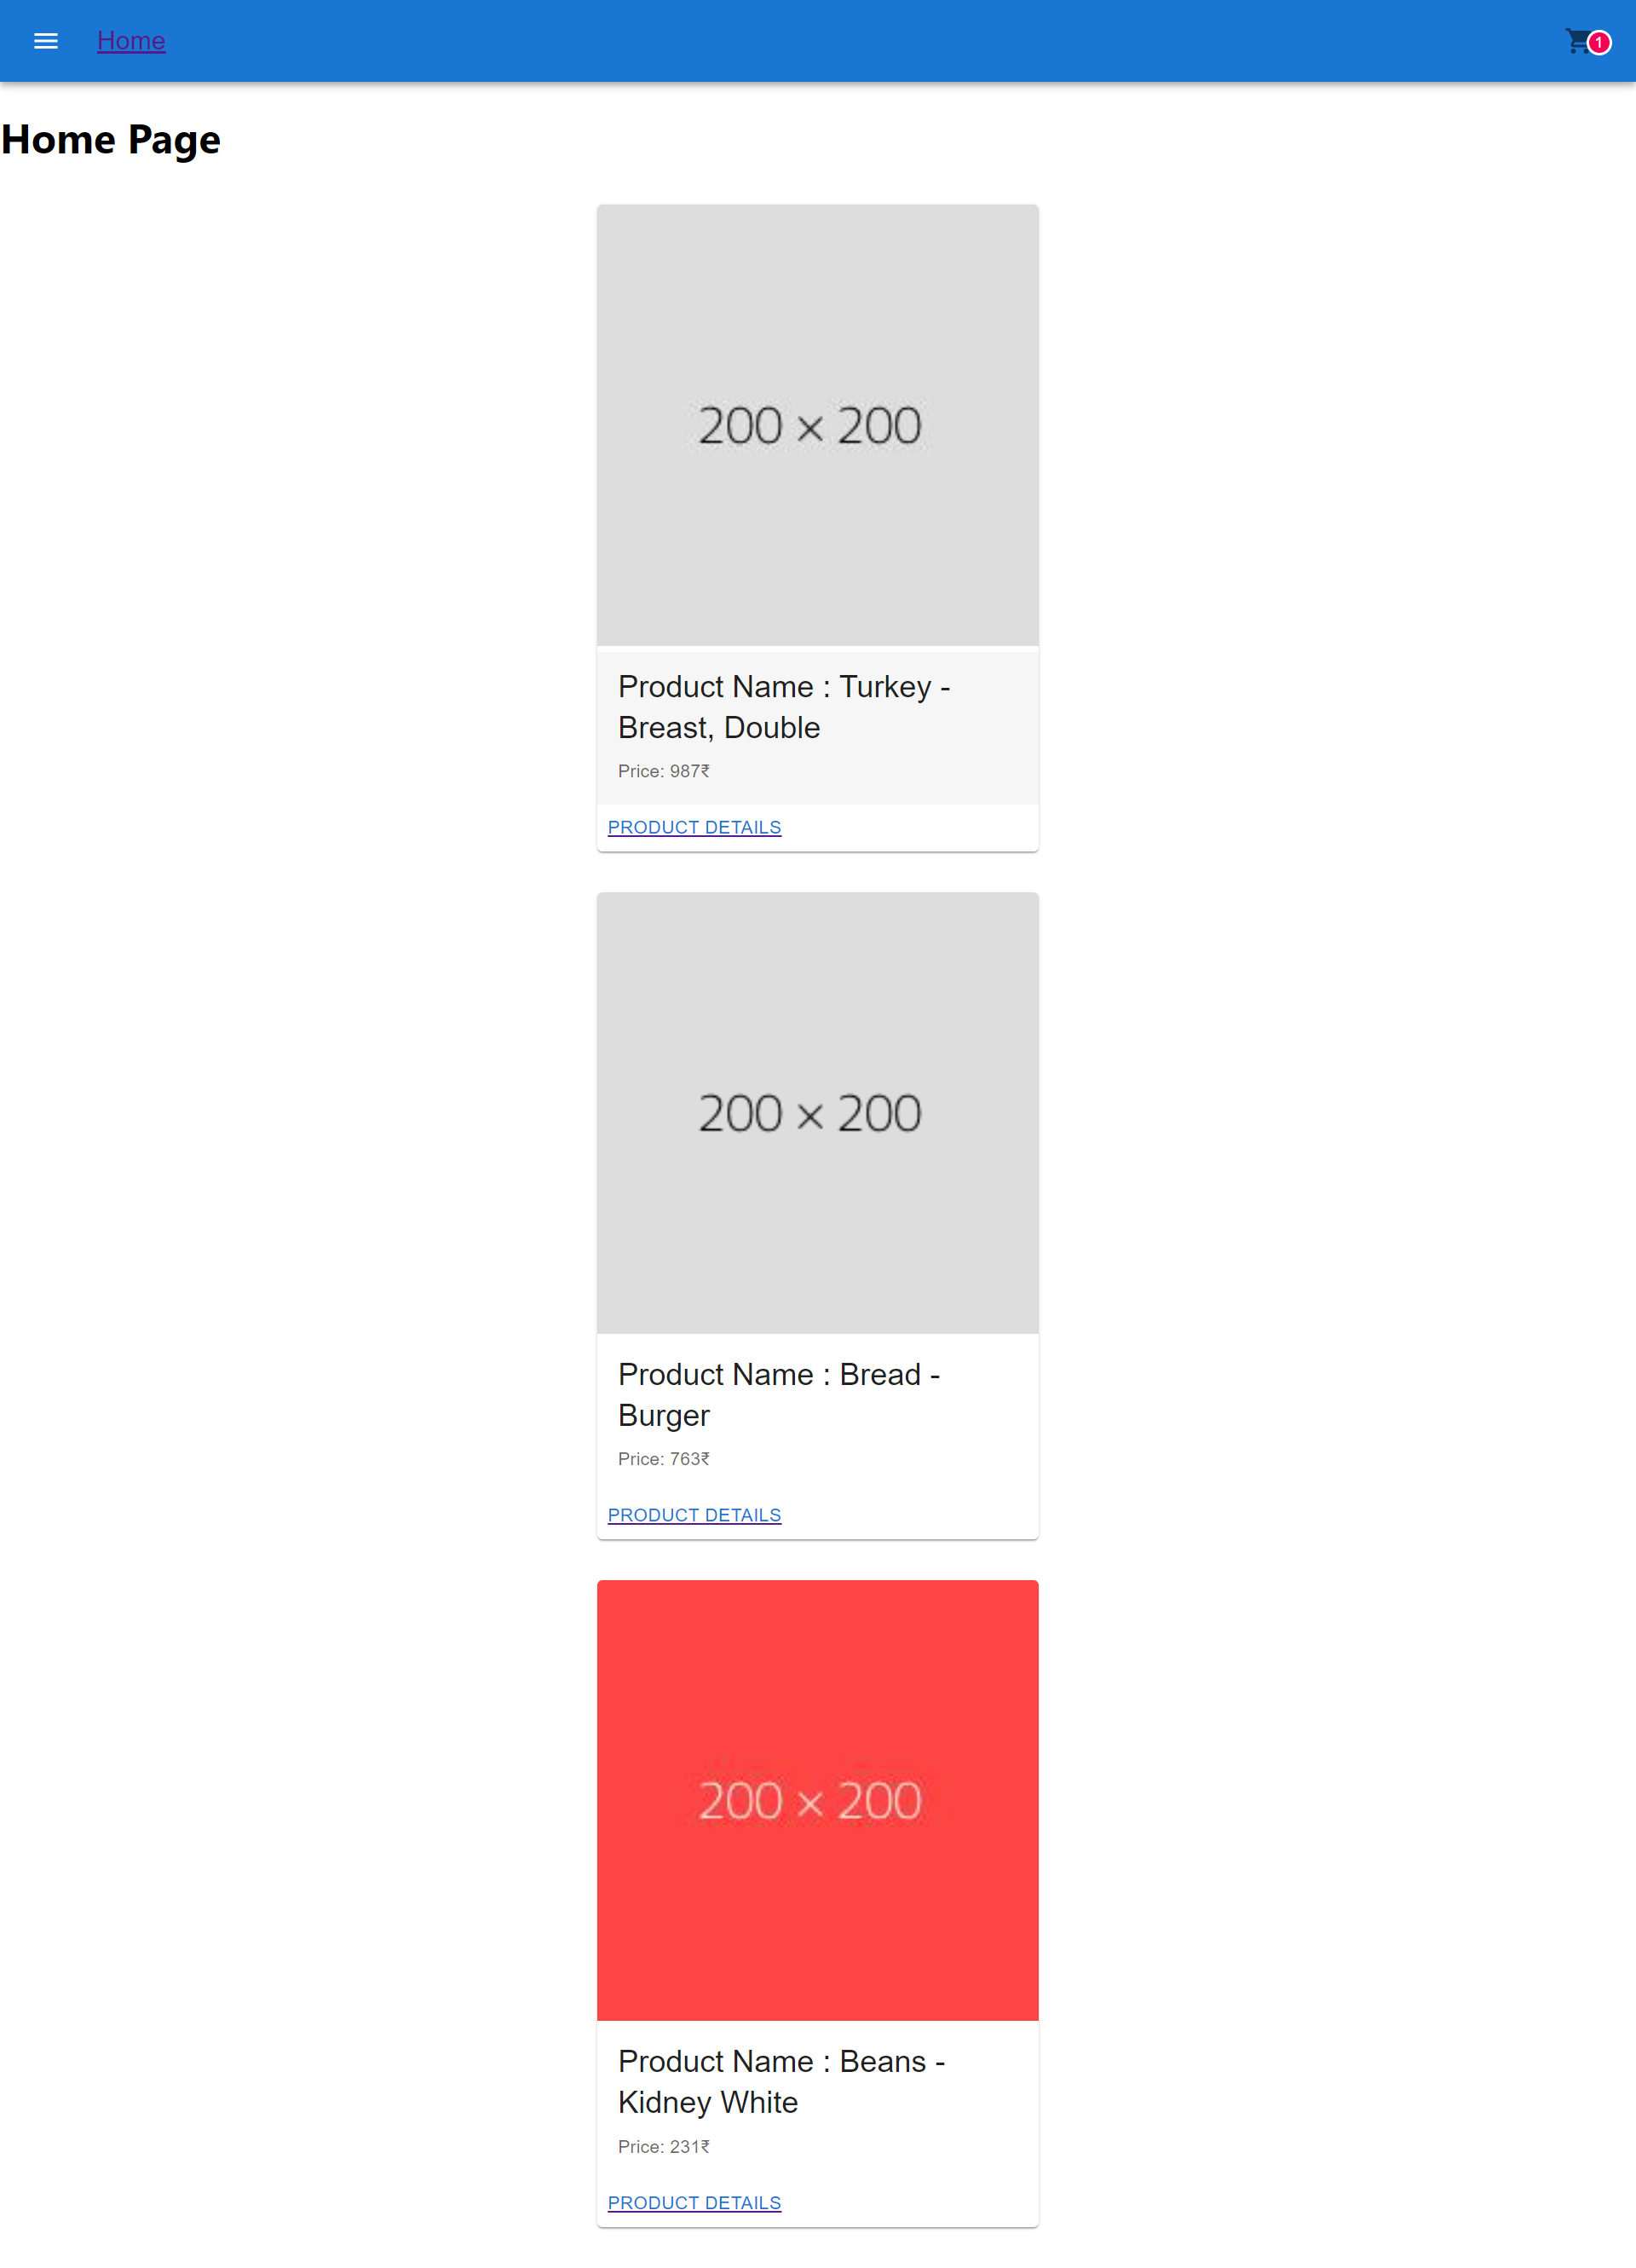 Home
1
Home Page
200 × 200
Product Name : Turkey -
Breast, Double
Price: 987₹
PRODUCT DETAILS
200 × 200
Product Name : Bread -
Burger
Price: 763₹
PRODUCT DETAILS
200 × 200
Product Name : Beans -
Kidney White
Price: 231₹
PRODUCT DETAILS